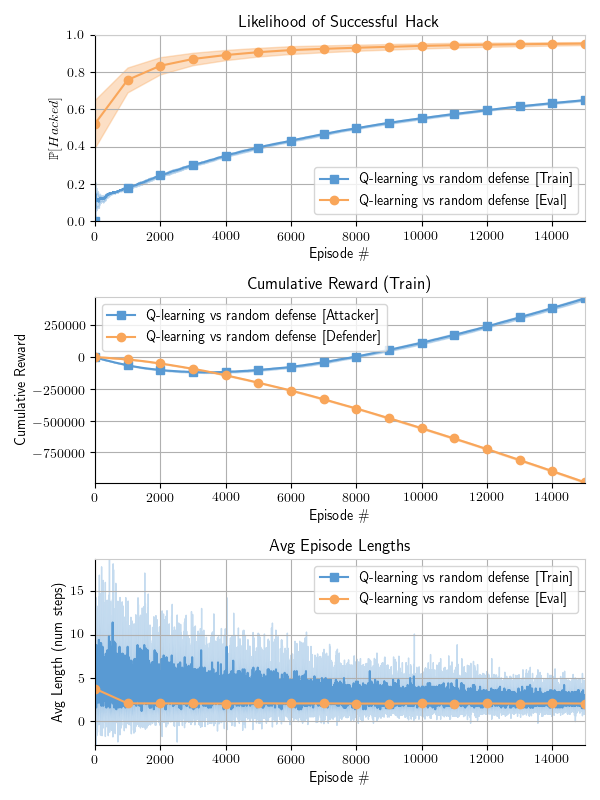 Likelihood of Successful Hack
1.0
0.8
0.6
0.4
0.2
0.0
ℙ[Hacked]
Q-learning vs random defense [Train]
Q-learning vs random defense [Eval]
0 2000 4000 6000 8000 10000 12000 14000
Episode #
Cumulative Reward (Train)
250000
0
−250000
−500000
−750000
Cumulative Reward
Q-learning vs random defense [Attacker]
Q-learning vs random defense [Defender]
0 2000 4000 6000 8000 10000 12000 14000
Episode #
Avg Episode Lengths
15
10
5
0
Avg Length (num steps)
Q-learning vs random defense [Train]
Q-learning vs random defense [Eval]
0 2000 4000 6000 8000 10000 12000 14000
Episode #